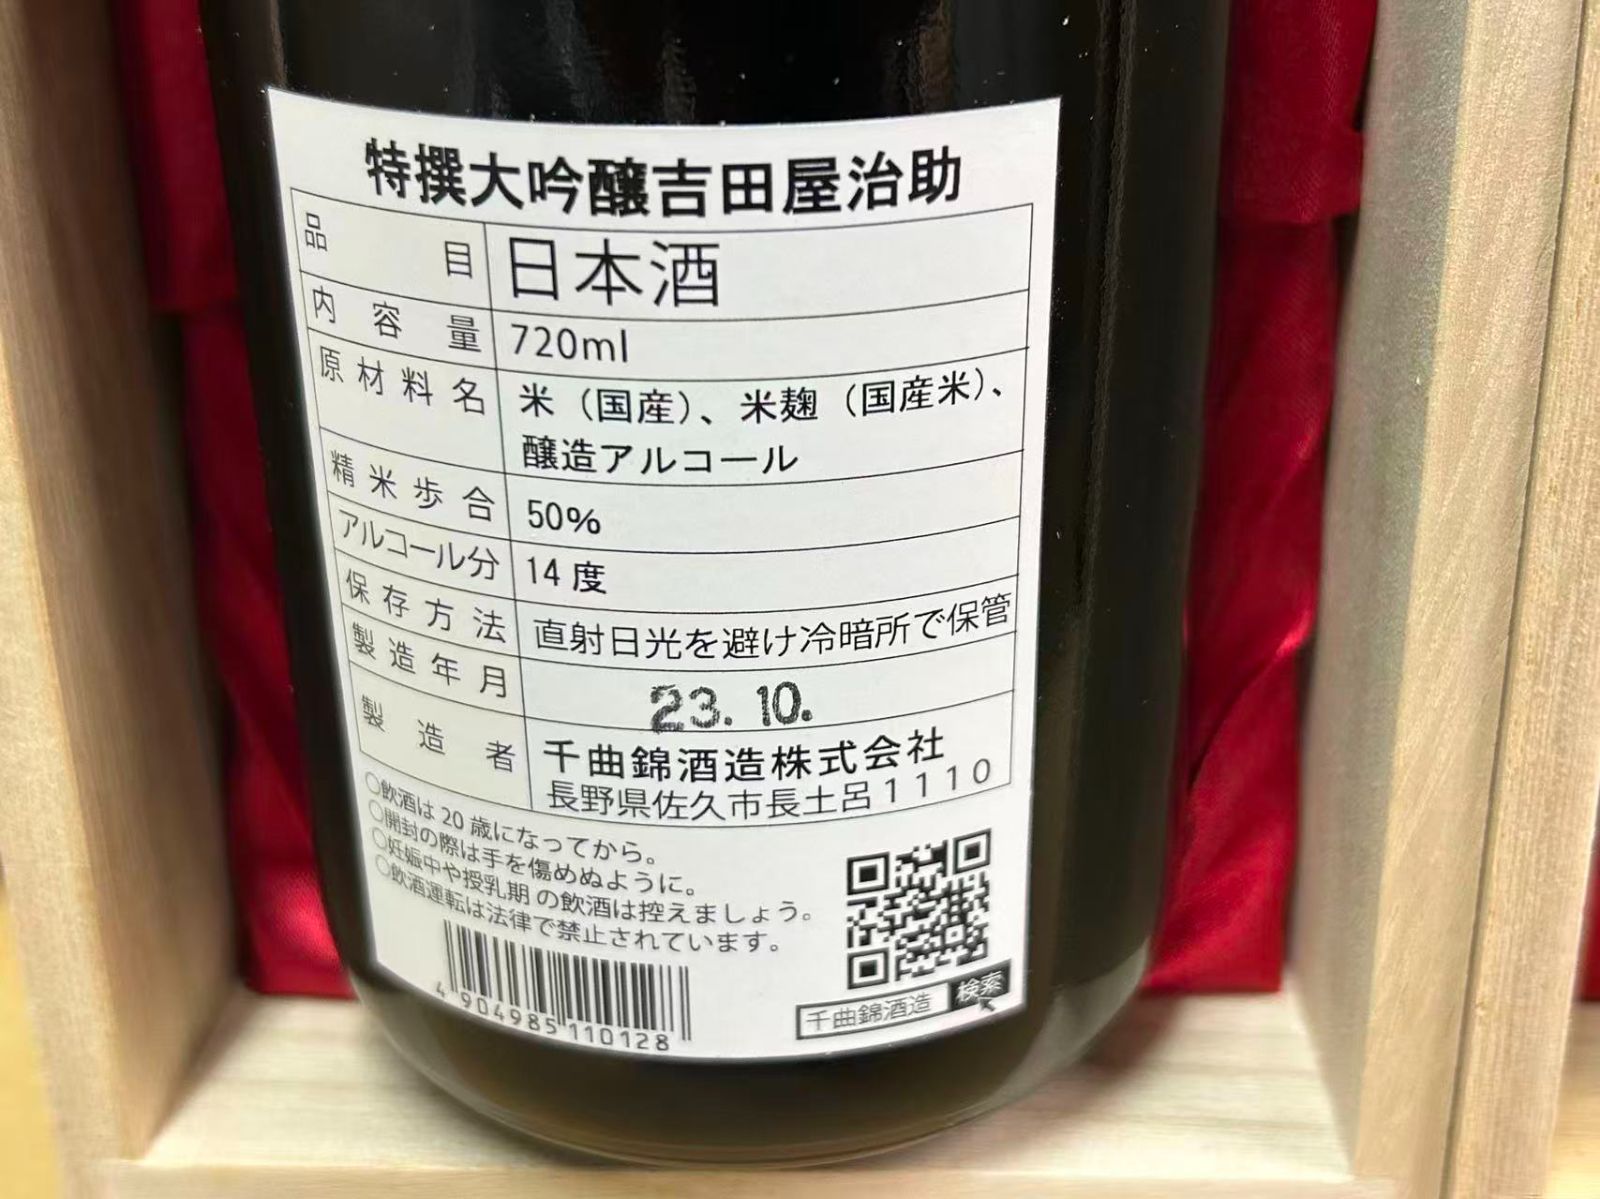 特撰大吟醸吉田屋治助
品目 日本酒
内容量 720ml
原材料名 米（国産）、米麹（国産米）、
醸造アルコール
精米歩合 50%
アルコール分 14度
保存方法 直射日光を避け冷暗所で保管
製造年月 23.10.
製造者 千曲錦酒造株式会社
長野県佐久市長土呂1110
○飲酒は20歳になってから。
○開封の際は手を傷めぬように。
○妊娠中や授乳期の飲酒は控えましょう。
○飲酒運転は法律で禁止されています。
4904985110128
千曲錦酒造 検索